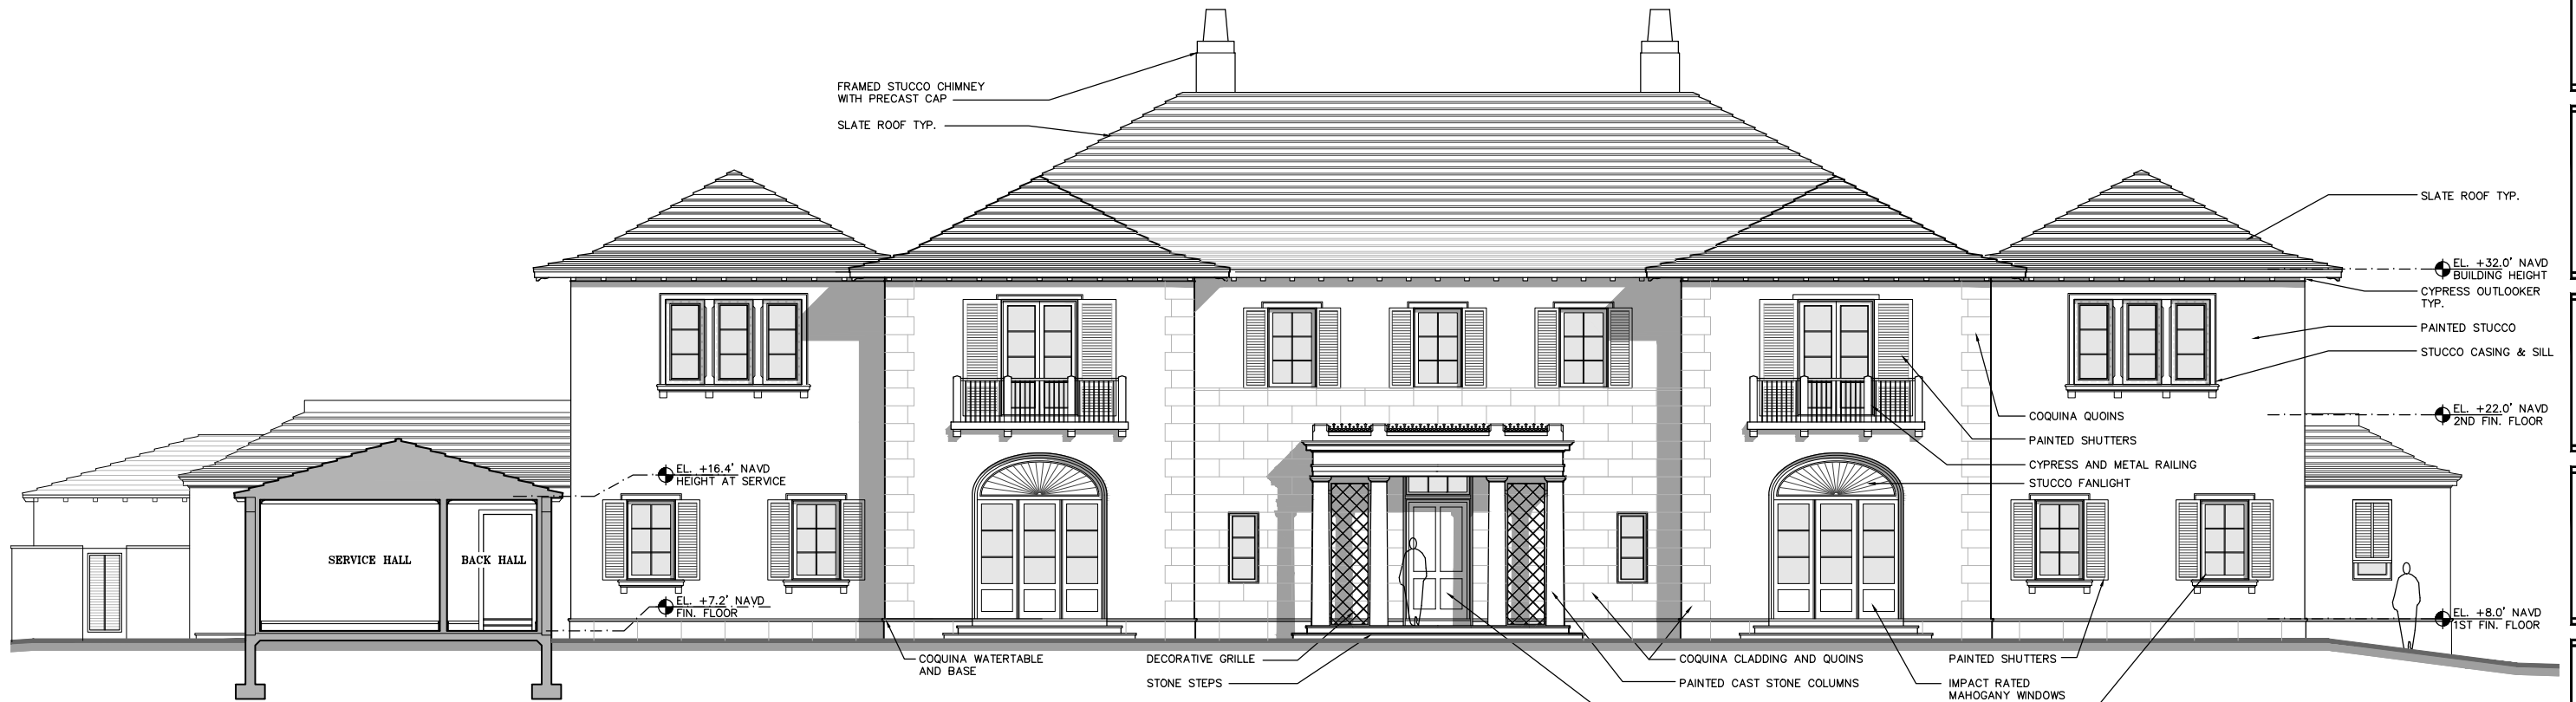 FRAMED STUCCO CHIMNEY
WITH PRECAST CAP
SLATE ROOF TYP.
SLATE ROOF TYP.
EL. +32.0' NAVD
BUILDING HEIGHT
CYPRESS OUTLOOKER
TYP.
PAINTED STUCCO
STUCCO CASING & SILL
EL. +22.0' NAVD
2ND FIN. FLOOR
COQUINA QUOINS
PAINTED SHUTTERS
CYPRESS AND METAL RAILING
STUCCO FANLIGHT
EL. +16.4' NAVD
HEIGHT AT SERVICE
SERVICE HALL
BACK HALL
EL. +7.2' NAVD
FIN. FLOOR
EL. +8.0' NAVD
1ST FIN. FLOOR
COQUINA WATERTABLE
AND BASE
DECORATIVE GRILLE
STONE STEPS
COQUINA CLADDING AND QUOINS
PAINTED CAST STONE COLUMNS
PAINTED SHUTTERS
IMPACT RATED
MAHOGANY WINDOWS